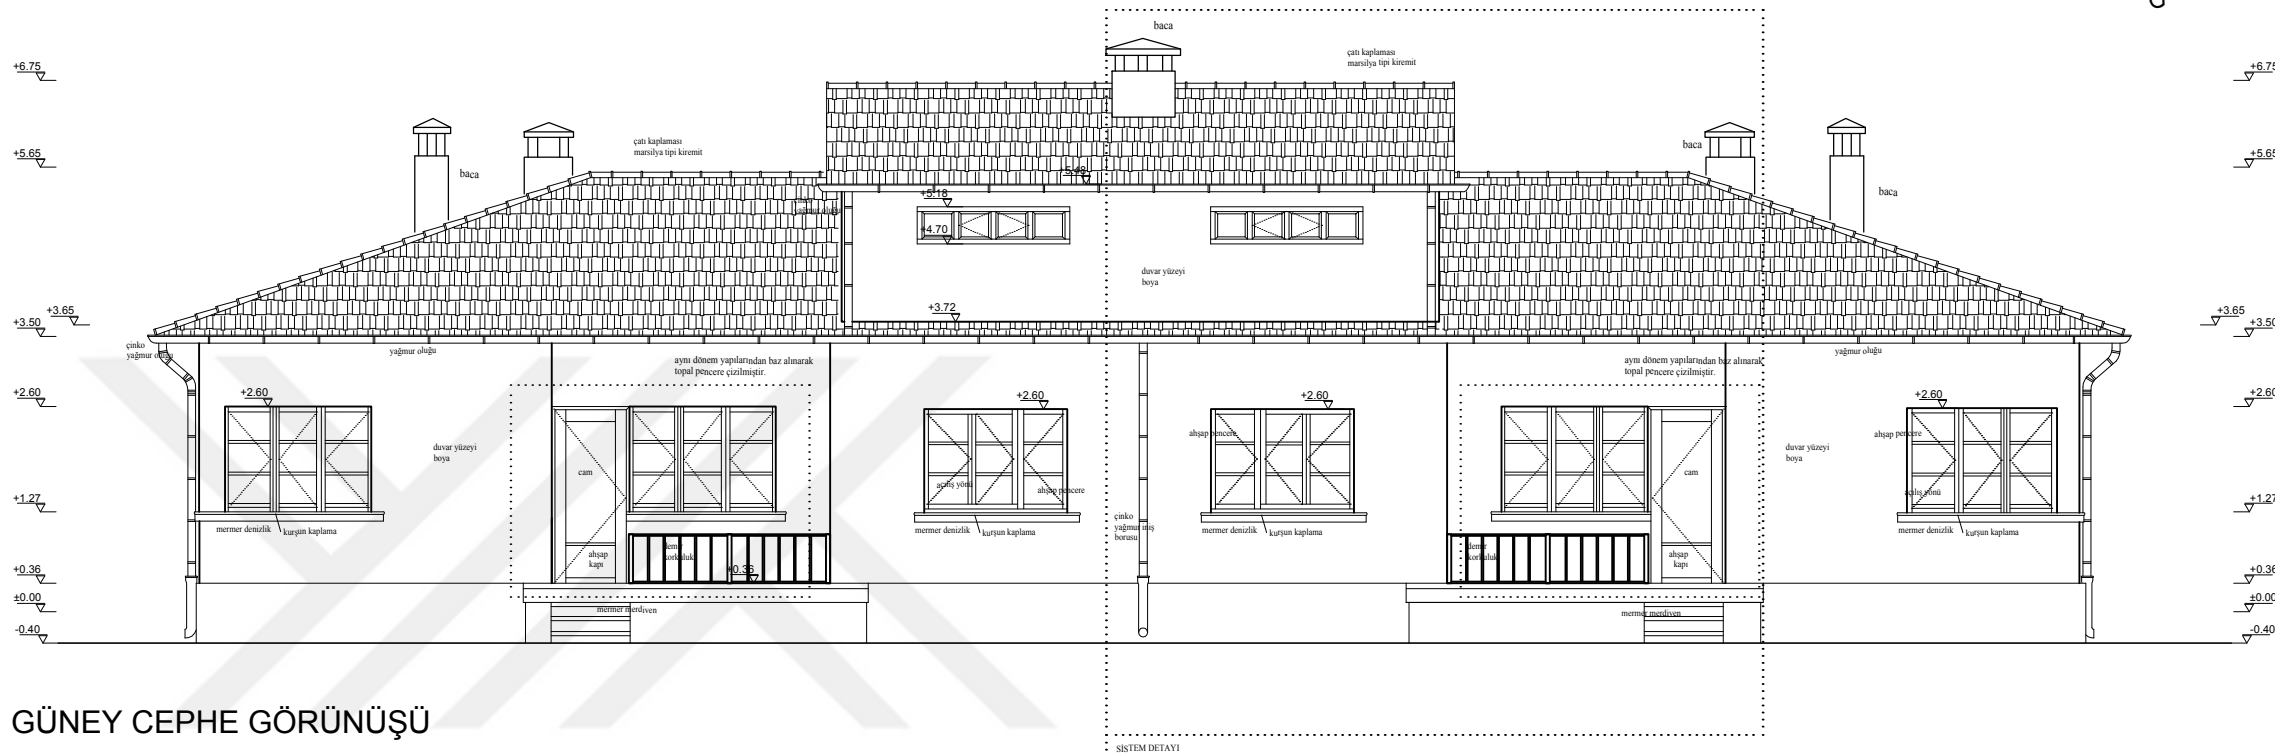 G
baca
çatı kaplaması
marsilya tipi kiremit
+6.75
+6.75
çatı kaplaması
marsilya tipi kiremit
baca
+5.65
+5.65
baca
baca
+5.48
+5.18
çinko
yağmur oluğu
+4.70
duvar yüzeyi
boya
+3.72
+3.65
+3.50
+3.65
+3.50
çinko
yağmur oluğu
yağmur oluğu
yağmur oluğu
aynı dönem yapılarından baz alınarak
topal pencere çizilmiştir.
aynı dönem yapılarından baz alınarak
topal pencere çizilmiştir.
+2.60
+2.60
+2.60
+2.60
+2.60
+2.60
duvar yüzeyi
boya
cam
ahşap pencere
cam
duvar yüzeyi
boya
ahşap pencere
açılış yönü
ahşap pencere
açılış yönü
+1.27
+1.27
mermer denizlik
kurşun kaplama
mermer denizlik
kurşun kaplama
çinko
yağmur iniş
borusu
mermer denizlik
kurşun kaplama
mermer denizlik
kurşun kaplama
ahşap
kapı
demir
korkuluk
demir
korkuluk
ahşap
kapı
+0.36
+0.36
+0.36
±0.00
±0.00
mermer merdiven
mermer merdiven
-0.40
-0.40
GÜNEY CEPHE GÖRÜNÜŞÜ
SİSTEM DETAYI